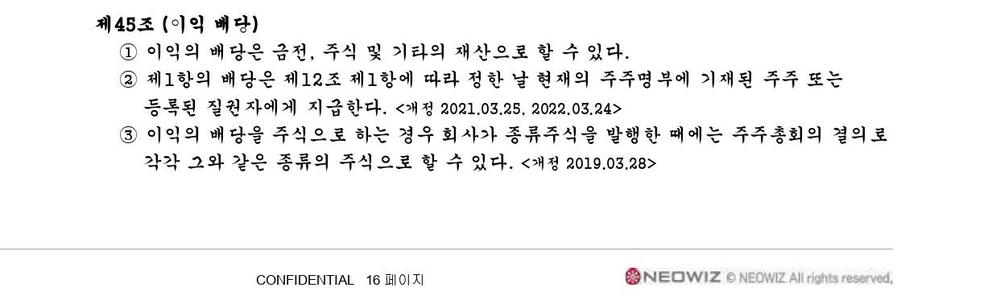 제45조 (이익 배당)
① 이익의 배당은 금전, 주식 및 기타의 재산으로 할 수 있다.
② 제1항의 배당은 제12조 제1항에 따라 정한 날 현재의 주주명부에 기재된 주주 또는
등록된 질권자에게 지급한다. <개정 2021.03.25, 2022.03.24>
③ 이익의 배당을 주식으로 하는 경우 회사가 종류주식을 발행한 때에는 주주총회의 결의로
각각 그와 같은 종류의 주식으로 할 수 있다. <개정 2019.03.28>
CONFIDENTIAL 16 페이지
NEOWIZ © NEOWIZ All rights reserved.